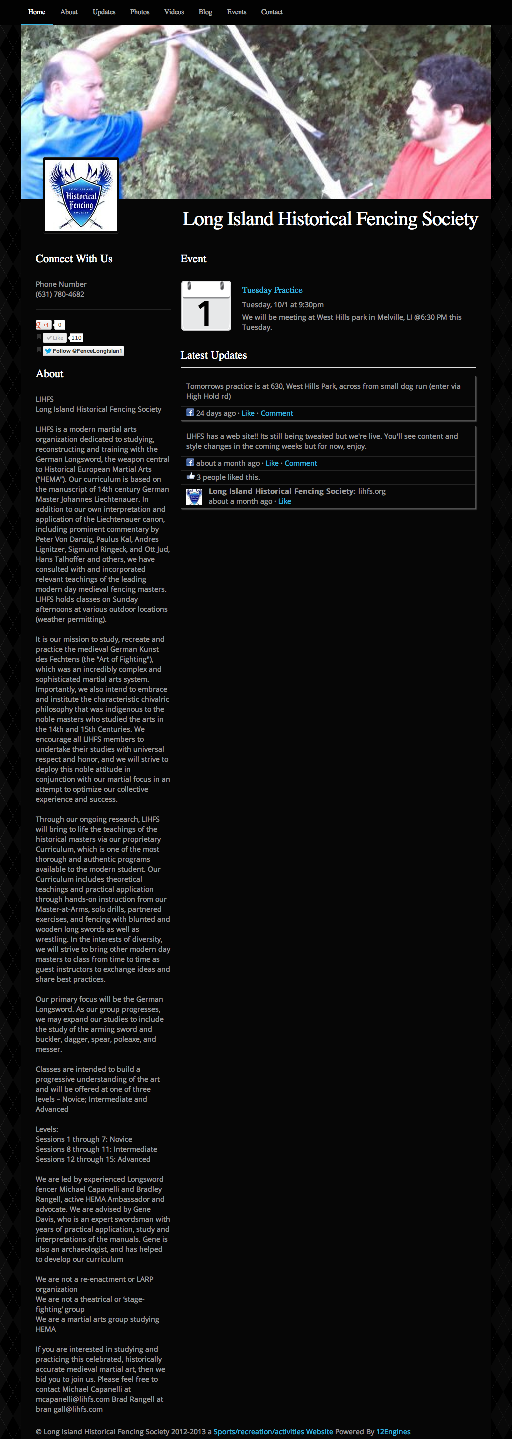 Home About Updates Photos Videos Blog Events Contact
Historical
Fencing
Long Island Historical Fencing Society
Connect With Us
Phone Number
(631) 780-4682
0
Like 110
Follow @FenceLongIslan1
About
LIHFS
Long Island Historical Fencing Society
LIHFS is a modern martial arts
organization dedicated to studying,
reconstructing and training with the
German Longsword, the weapon central
to Historical European Martial Arts
("HEMA"). Our curriculum is based on
the manuscript of 14th century German
Master Johannes Liechtenauer. In
addition to our own interpretation and
application of the Liechtenauer canon,
including prominent commentary by
Peter Von Danzig, Paulus Kal, Andres
Lignitzer, Sigmund Ringeck, and Ott Jud,
Hans Talhoffer and others, we have
consulted with and incorporated
relevant teachings of the leading
modern day medieval fencing masters.
LIHFS holds classes on Sunday
afternoons at various outdoor locations
(weather permitting).
It is our mission to study, recreate and
practice the medieval German Kunst
des Fechtens (the "Art of Fighting"),
which was an incredibly complex and
sophisticated martial arts system.
Importantly, we also intend to embrace
and institute the characteristic chivalric
philosophy that was indigenous to the
noble masters who studied the arts in
the 14th and 15th Centuries. We
encourage all LIHFS members to
undertake their studies with universal
respect and honor, and we will strive to
deploy this noble attitude in
conjunction with our martial focus in an
attempt to optimize our collective
experience and success.
Through our ongoing research, LIHFS
will bring to life the teachings of the
historical masters via our proprietary
Curriculum, which is one of the most
thorough and authentic programs
available to the modern student. Our
Curriculum includes theoretical
teachings and practical application
through hands-on instruction from our
Master-at-Arms, solo drills, partnered
exercises, and fencing with blunted and
wooden long swords as well as
wrestling. In the interests of diversity,
we will strive to bring other modern day
masters to class from time to time as
guest instructors to exchange ideas and
share best practices.
Our primary focus will be the German
Longsword. As our group progresses,
we may expand our studies to include
the study of the arming sword and
buckler, dagger, spear, poleaxe, and
messer.
Classes are intended to build a
progressive understanding of the art
and will be offered at one of three
levels – Novice; Intermediate and
Advanced
Levels:
Sessions 1 through 7: Novice
Sessions 8 through 11: Intermediate
Sessions 12 through 15: Advanced
We are led by experienced Longsword
fencer Michael Capanelli and Bradley
Rangell, active HEMA Ambassador and
advocate. We are advised by Gene
Davis, who is an expert swordsman with
years of practical application, study and
interpretations of the manuals. Gene is
also an archaeologist, and has helped
to develop our curriculum
We are not a re-enactment or LARP
organization
We are not a theatrical or 'stage-
fighting' group
We are a martial arts group studying
HEMA
If you are interested in studying and
practicing this celebrated, historically
accurate medieval martial art, then we
bid you to join us. Please feel free to
contact Michael Capanelli at
mcapanelli@lihfs.com Brad Rangell at
bran gall@lihfs.com
Event
1
Tuesday Practice
Tuesday, 10/1 at 9:30pm
We will be meeting at West Hills park in Melville, LI @6:30 PM this
Tuesday.
Latest Updates
Tomorrows practice is at 630, West Hills Park, across from small dog run (enter via
High Hold rd)
24 days ago · Like · Comment
LIHFS has a web site!! Its still being tweaked but we're live. You'll see content and
style changes in the coming weeks but for now, enjoy.
about a month ago · Like · Comment
3 people liked this.
Long Island Historical Fencing Society: lihfs.org
about a month ago · Like
© Long Island Historical Fencing Society 2012-2013 a Sports/recreation/activities Website Powered By 12Engines